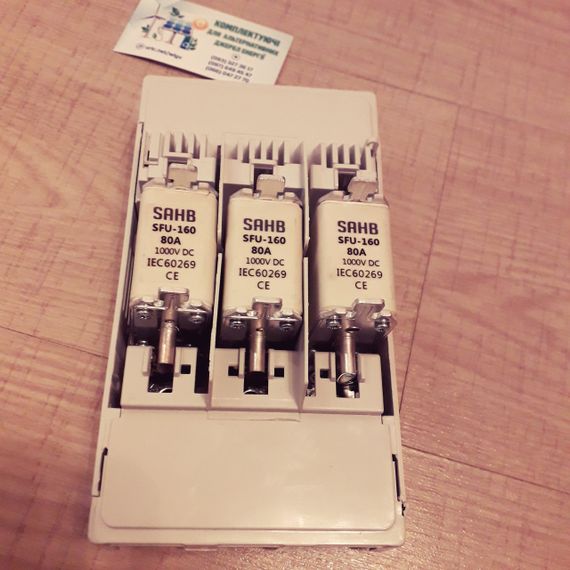 КОМПЛЕКТУЮЧІ
ДЛЯ АЛЬТЕРНАТИВНИХ
ДЖЕРЕЛ ЕНЕРГІЇ
SAHB
SFU-160
80A
1000V DC
IEC60269
CE
SAHB
SFU-160
80A
1000V DC
IEC60269
CE
SAHB
SFU-160
80A
1000V DC
IEC60269
CE